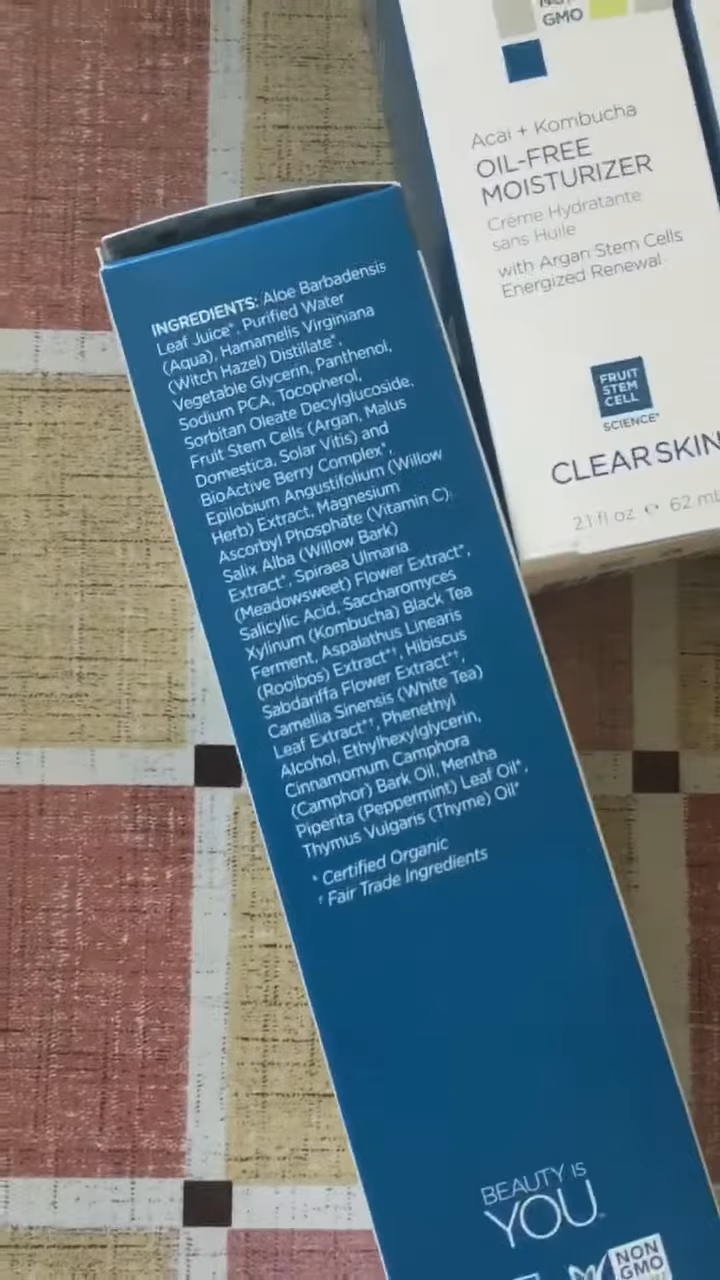 GMO
Acai + Kombucha
OIL-FREE
MOISTURIZER
Crème Hydratante
sans Huile
with Argan Stem Cells
Energized Renewal
FRUIT
STEM
CELL
SCIENCE®
CLEAR SKIN
2.1 fl oz ℮ 62 mL
INGREDIENTS: Aloe Barbadensis
Leaf Juice*, Purified Water
(Aqua), Hamamelis Virginiana
(Witch Hazel) Distillate*,
Vegetable Glycerin, Panthenol,
Sodium PCA, Tocopherol,
Sorbitan Oleate Decylglucoside,
Fruit Stem Cells (Argan, Malus
Domestica, Solar Vitis) and
BioActive Berry Complex*,
Epilobium Angustifolium (Willow
Herb) Extract, Magnesium
Ascorbyl Phosphate (Vitamin C)
Salix Alba (Willow Bark)
Extract*, Spiraea Ulmaria
(Meadowsweet) Flower Extract*,
Salicylic Acid, Saccharomyces
Xylinum (Kombucha) Black Tea
Ferment, Aspalathus Linearis
(Rooibos) Extract*†, Hibiscus
Sabdariffa Flower Extract*†,
Camellia Sinensis (White Tea)
Leaf Extract*†, Phenethyl
Alcohol, Ethylhexylglycerin,
Cinnamomum Camphora
(Camphor) Bark Oil, Mentha
Piperita (Peppermint) Leaf Oil*,
Thymus Vulgaris (Thyme) Oil*
* Certified Organic
† Fair Trade Ingredients
BEAUTY IS
YOU™
NON
GMO